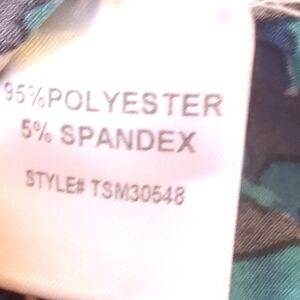 95%POLYESTER
5% SPANDEX
STYLE# TSM30548